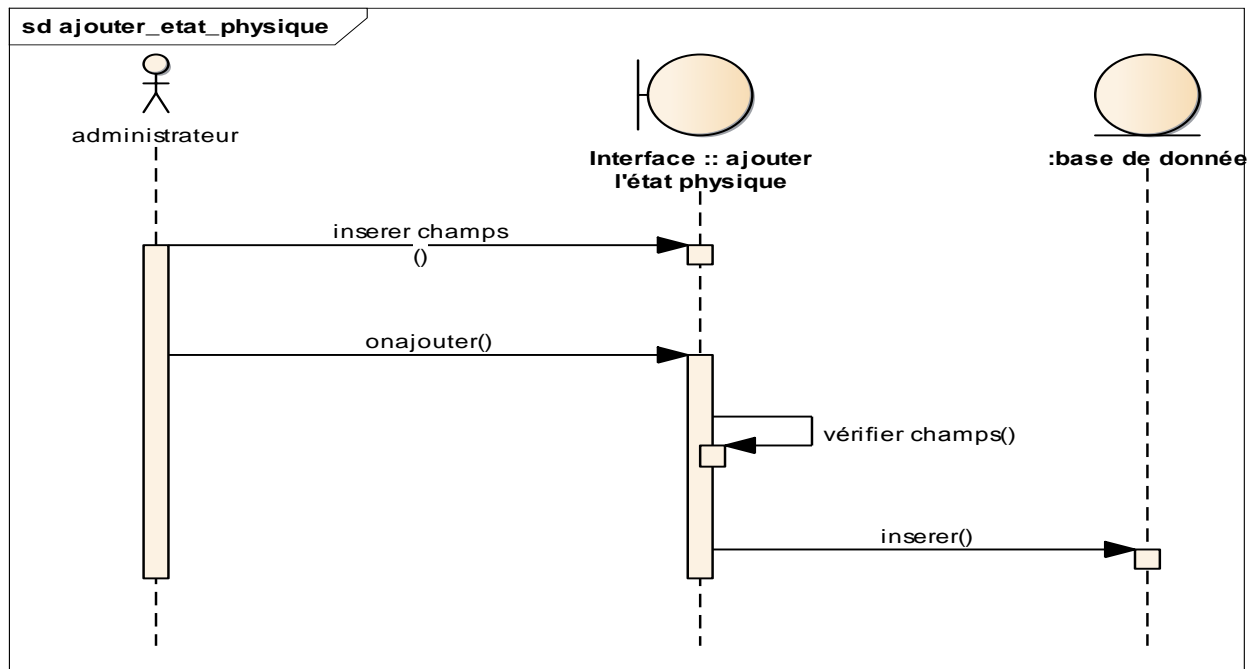 sd ajouter_etat_physique
administrateur
Interface :: ajouter
l'état physique
:base de donnée
inserer champs
()
onajouter()
vérifier champs()
inserer()